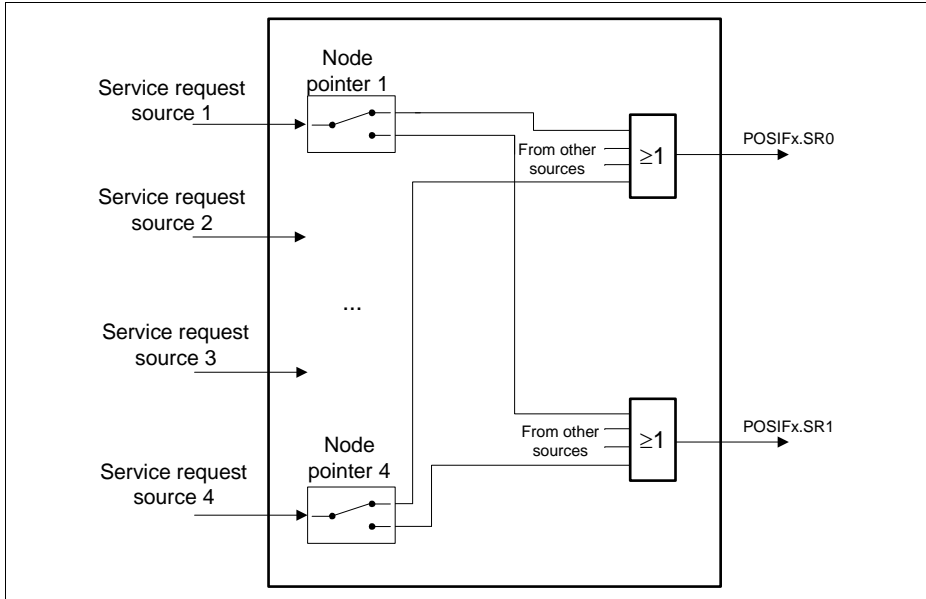 Node
pointer 1
Service request
source 1
From other
sources
≥1
POSIFx.SR0
Service request
source 2
...
Service request
source 3
From other
sources
≥1
POSIFx.SR1
Node
pointer 4
Service request
source 4